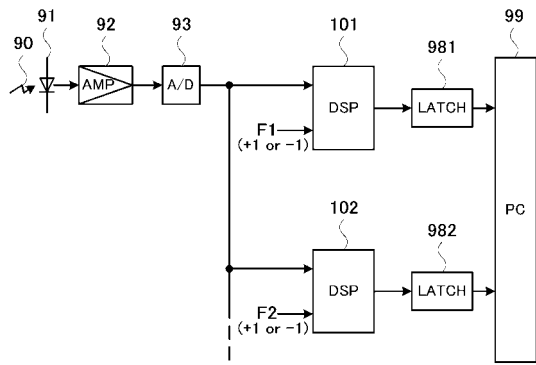 91 92 93 101 981 99
90
AMP A/D DSP LATCH
F1
(+1 or -1)
102 982
PC
DSP LATCH
F2
(+1 or -1)